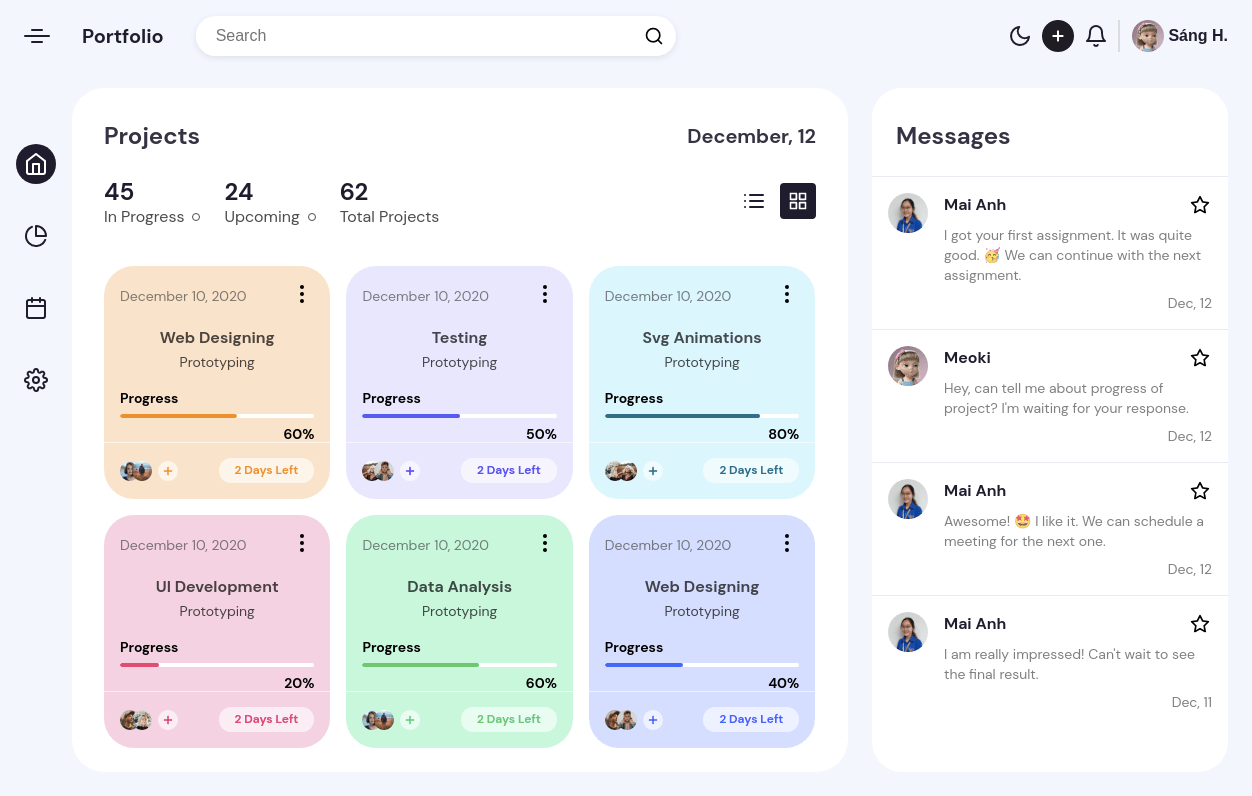 Portfolio
Search
Sáng H.
Projects
December, 12
45
In Progress
24
Upcoming
62
Total Projects
December 10, 2020
Web Designing
Prototyping
Progress
60%
2 Days Left
December 10, 2020
Testing
Prototyping
Progress
50%
2 Days Left
December 10, 2020
Svg Animations
Prototyping
Progress
80%
2 Days Left
December 10, 2020
UI Development
Prototyping
Progress
20%
2 Days Left
December 10, 2020
Data Analysis
Prototyping
Progress
60%
2 Days Left
December 10, 2020
Web Designing
Prototyping
Progress
40%
2 Days Left
Messages
Mai Anh
I got your first assignment. It was quite
good. 🥳 We can continue with the next
assignment.
Dec, 12
Meoki
Hey, can tell me about progress of
project? I'm waiting for your response.
Dec, 12
Mai Anh
Awesome! 🤩 I like it. We can schedule a
meeting for the next one.
Dec, 12
Mai Anh
I am really impressed! Can't wait to see
the final result.
Dec, 11